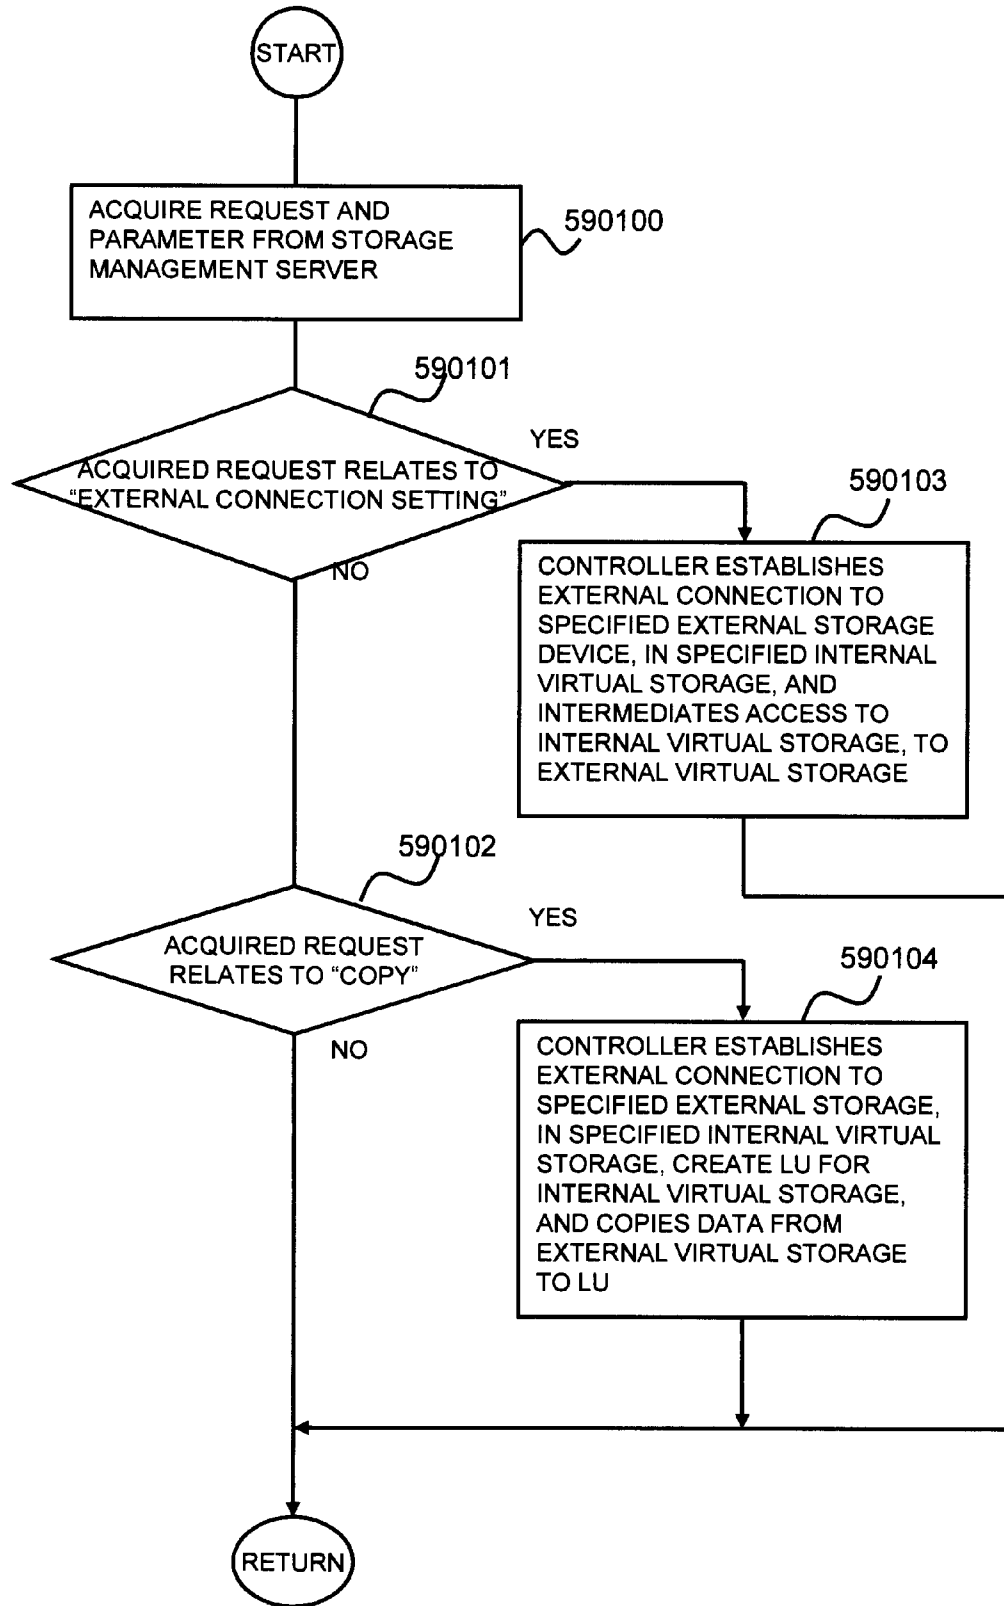 START
ACQUIRE REQUEST AND
PARAMETER FROM STORAGE
MANAGEMENT SERVER
590100
590101
ACQUIRED REQUEST RELATES TO
“EXTERNAL CONNECTION SETTING”
YES
NO
590103
CONTROLLER ESTABLISHES
EXTERNAL CONNECTION TO
SPECIFIED EXTERNAL STORAGE
DEVICE, IN SPECIFIED INTERNAL
VIRTUAL STORAGE, AND
INTERMEDIATES ACCESS TO
INTERNAL VIRTUAL STORAGE, TO
EXTERNAL VIRTUAL STORAGE
590102
ACQUIRED REQUEST
RELATES TO “COPY”
YES
NO
590104
CONTROLLER ESTABLISHES
EXTERNAL CONNECTION TO
SPECIFIED EXTERNAL STORAGE,
IN SPECIFIED INTERNAL VIRTUAL
STORAGE, CREATE LU FOR
INTERNAL VIRTUAL STORAGE,
AND COPIES DATA FROM
EXTERNAL VIRTUAL STORAGE
TO LU
RETURN